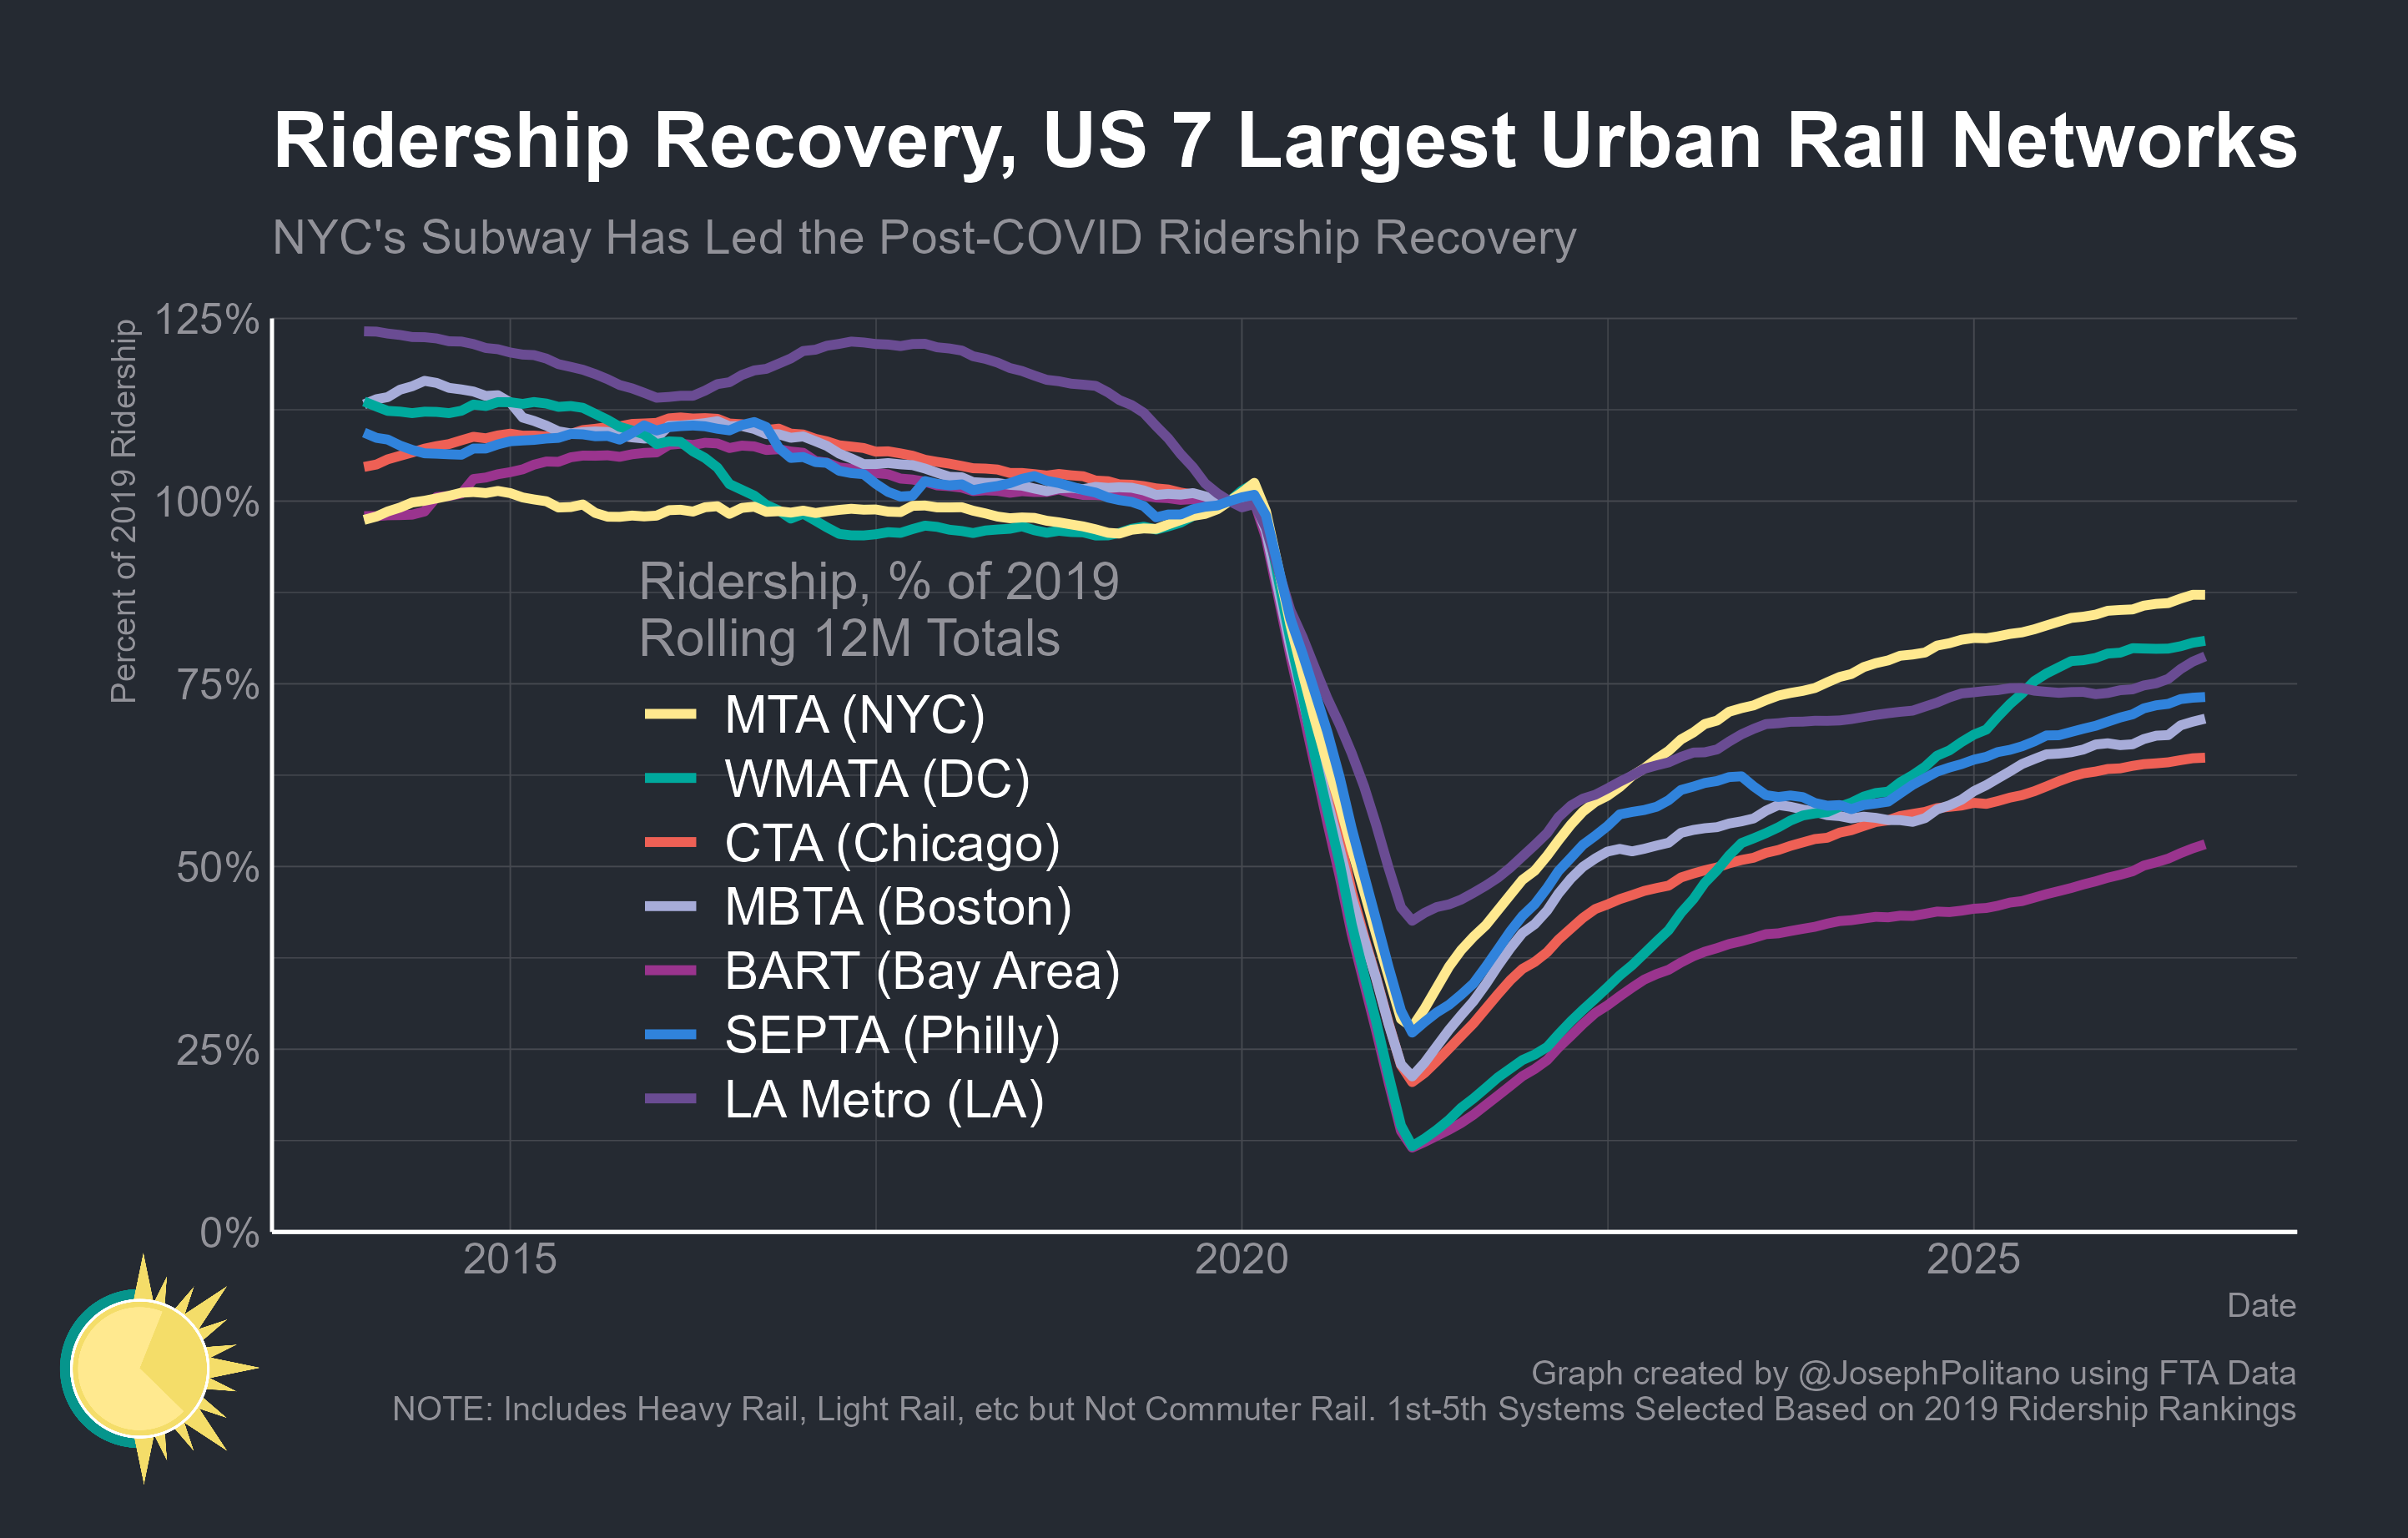 Ridership Recovery, US 7 Largest Urban Rail Networks
NYC's Subway Has Led the Post-COVID Ridership Recovery
Percent of 2019 Ridership
125%
100%
75%
50%
25%
0%
Ridership, % of 2019
Rolling 12M Totals
MTA (NYC)
WMATA (DC)
CTA (Chicago)
MBTA (Boston)
BART (Bay Area)
SEPTA (Philly)
LA Metro (LA)
2015
2020
2025
Date
Graph created by @JosephPolitano using FTA Data
NOTE: Includes Heavy Rail, Light Rail, etc but Not Commuter Rail. 1st-5th Systems Selected Based on 2019 Ridership Rankings